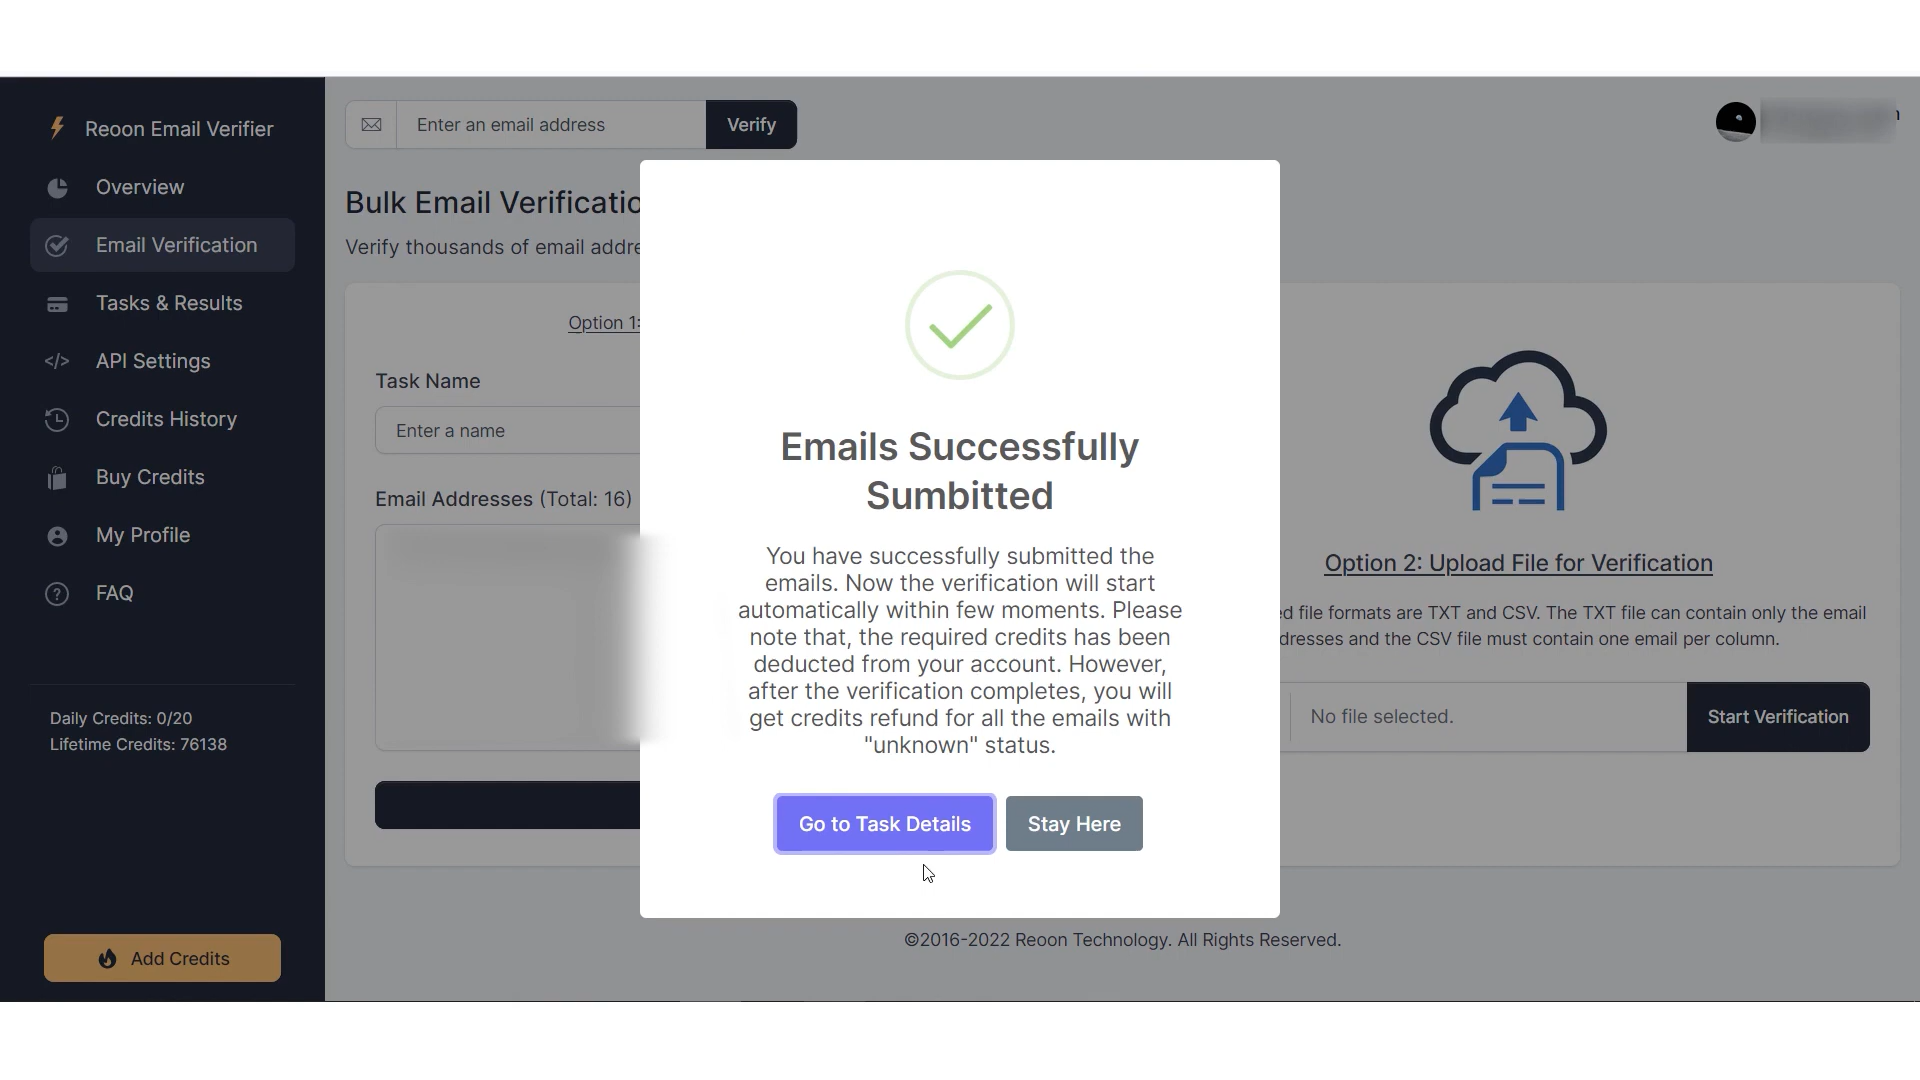 Reoon Email Verifier
Overview
Email Verification
Tasks & Results
</> API Settings
Credits History
Buy Credits
My Profile
? FAQ
Daily Credits: 0/20
Lifetime Credits: 76138
Add Credits
Enter an email address
Verify
Bulk Email Verificatio
Verify thousands of email addre
Option 1:
Task Name
Enter a name
Email Addresses (Total: 16)
Emails Successfully
Sumbitted
You have successfully submitted the
emails. Now the verification will start
automatically within few moments. Please
note that, the required credits has been
deducted from your account. However,
after the verification completes, you will
get credits refund for all the emails with
"unknown" status.
Go to Task Details
Stay Here
Option 2: Upload File for Verification
ed file formats are TXT and CSV. The TXT file can contain only the email
dresses and the CSV file must contain one email per column.
No file selected.
Start Verification
©2016-2022 Reoon Technology. All Rights Reserved.